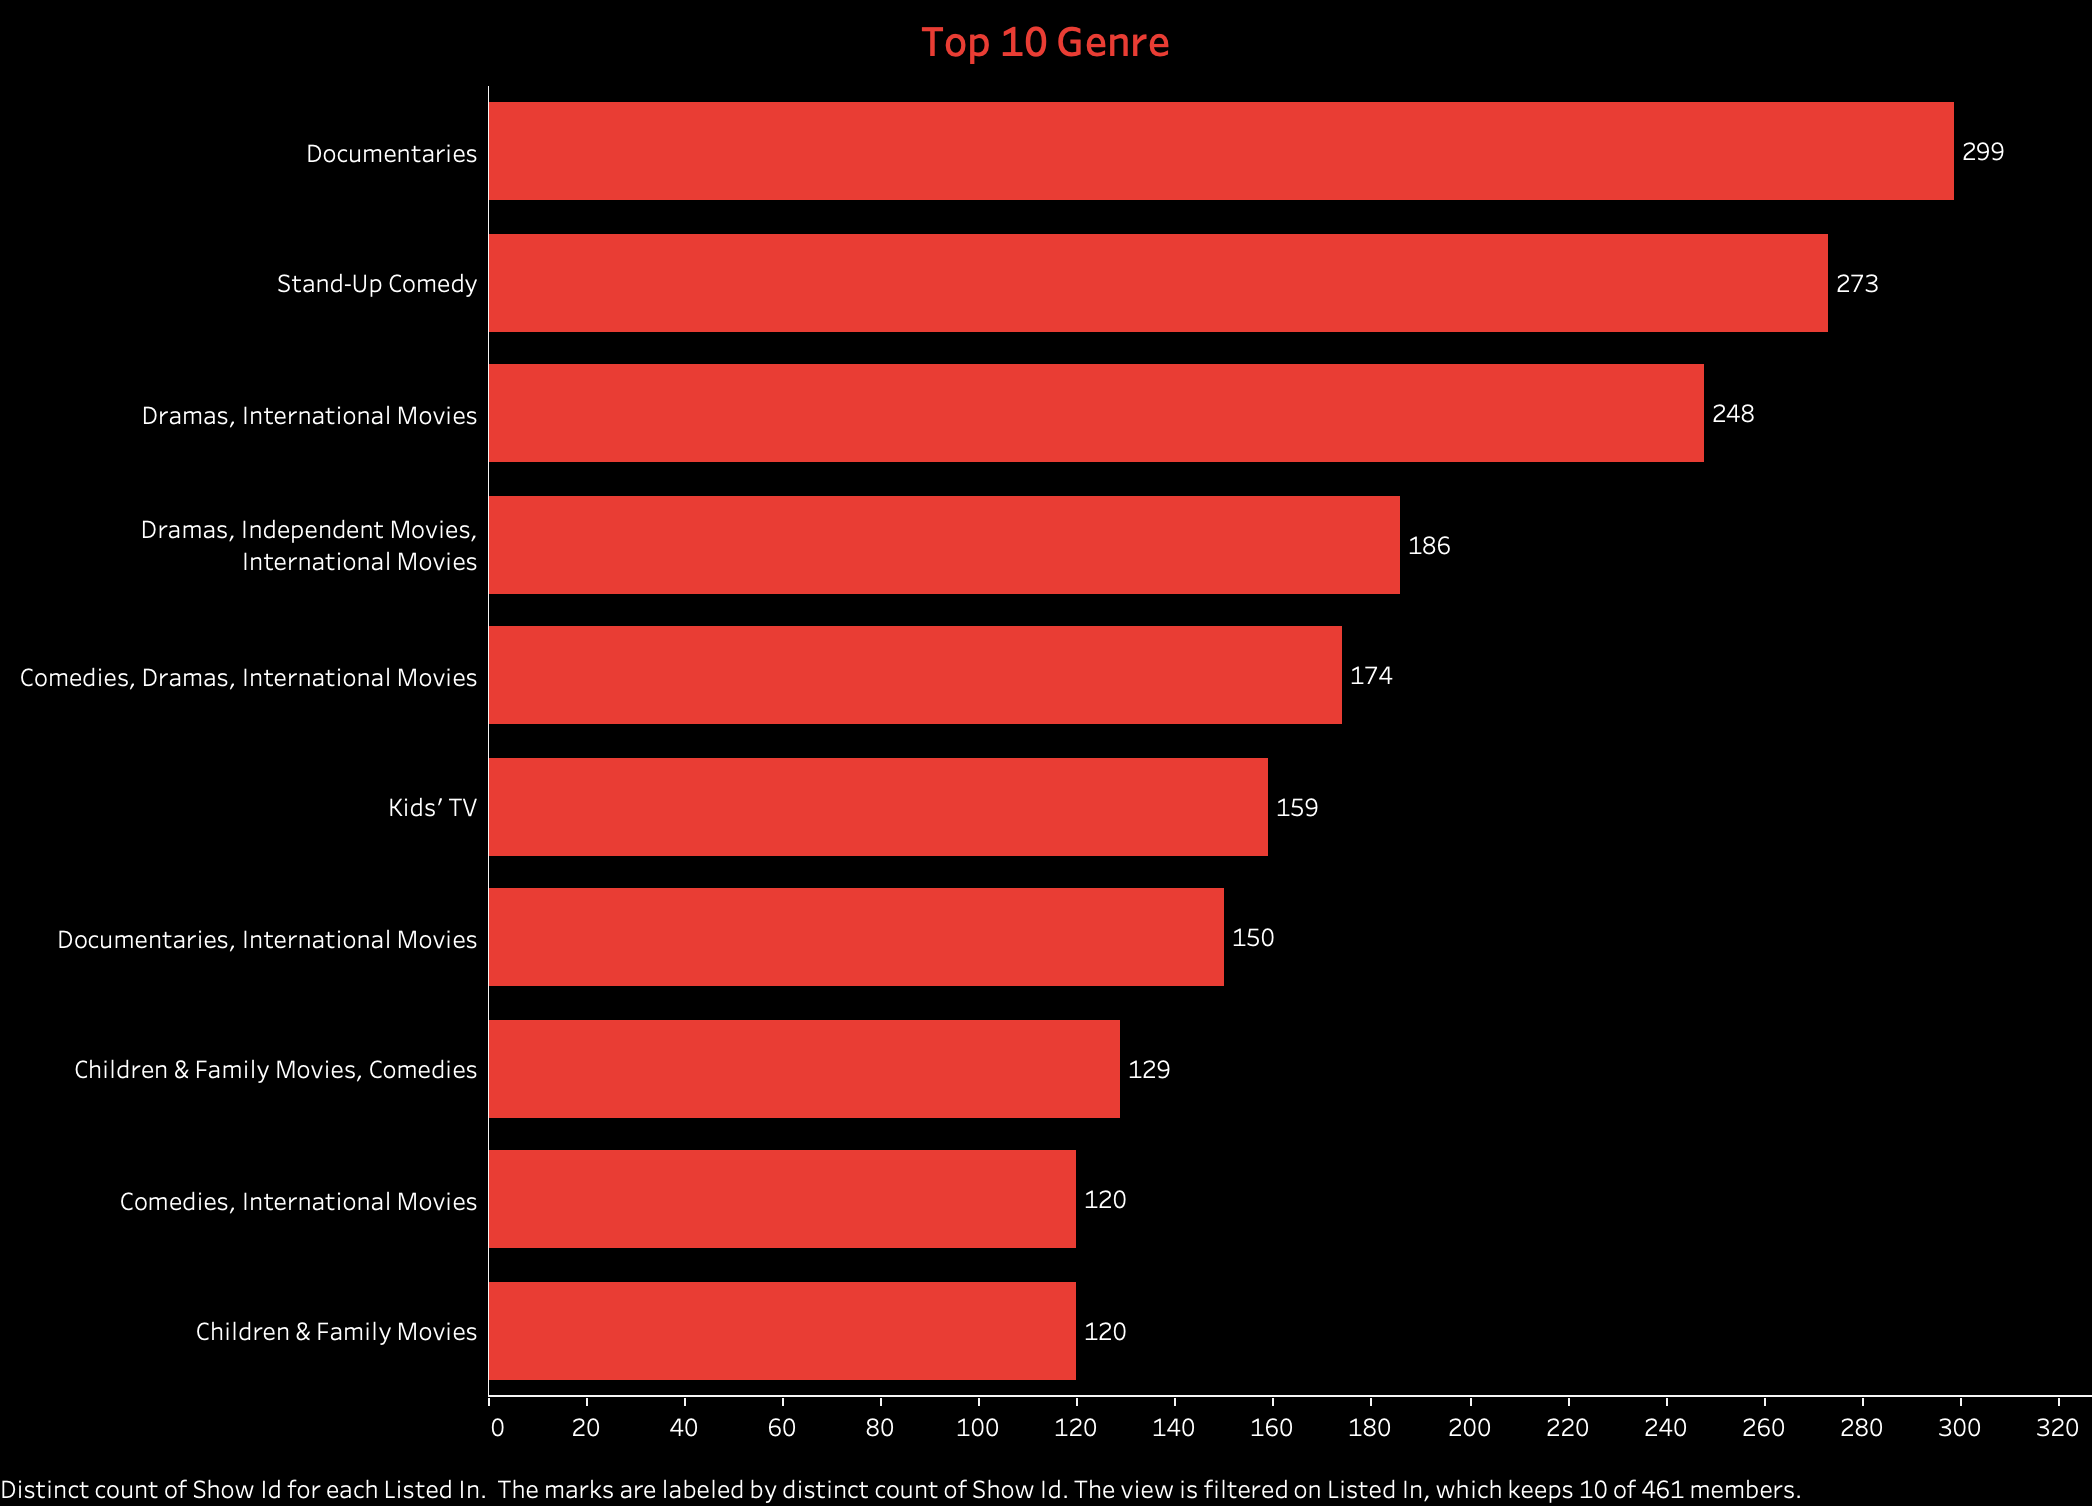 Top 10 Genre
Documentaries
299
Stand-Up Comedy
273
Dramas, International Movies
248
Dramas, Independent Movies,
International Movies
186
Comedies, Dramas, International Movies
174
Kids’ TV
159
Documentaries, International Movies
150
Children & Family Movies, Comedies
129
Comedies, International Movies
120
Children & Family Movies
120
0 20 40 60 80 100 120 140 160 180 200 220 240 260 280 300 320
Distinct count of Show Id for each Listed In.  The marks are labeled by distinct count of Show Id. The view is filtered on Listed In, which keeps 10 of 461 members.